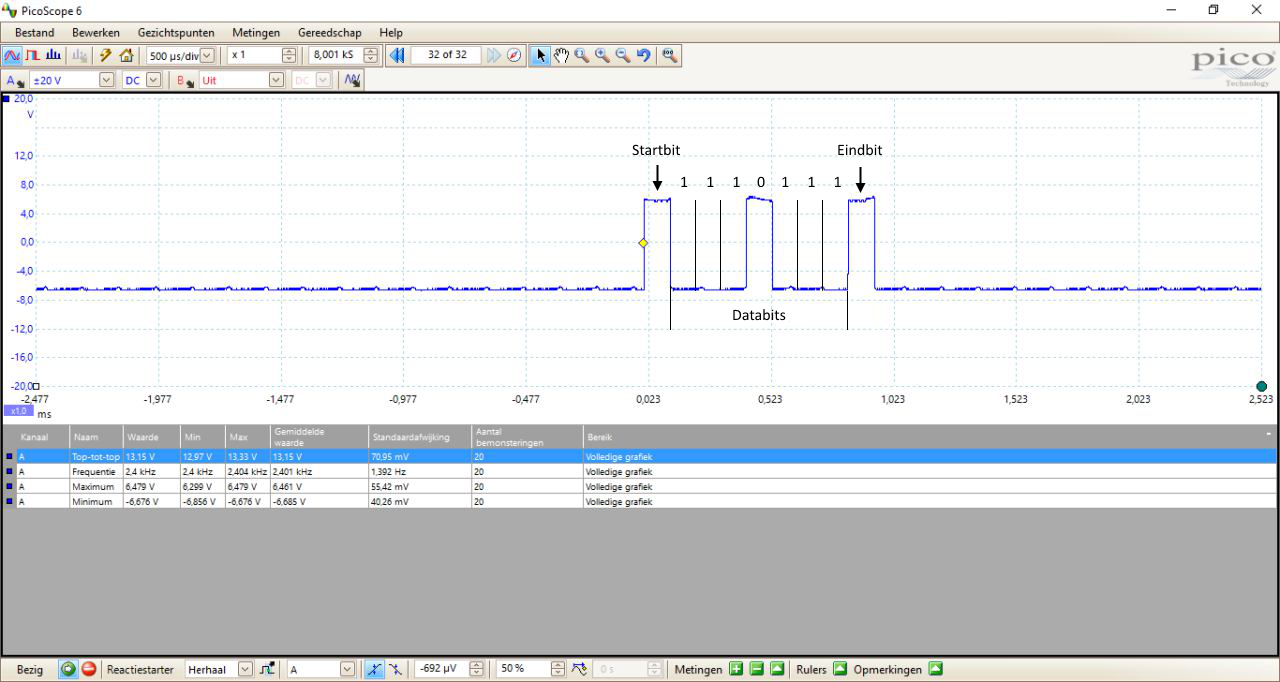 PicoScope 6
Bestand Bewerken Gezichtspunten Metingen Gereedschap Help
500 µs/div x 1 8,001 kS 32 of 32
A ±20 V DC B Uit DC
pico
Technology
20,0
V
12,0
8,0
4,0
0,0
-4,0
-8,0
-12,0
-16,0
-20,0
Startbit Eindbit
1 1 1 0 1 1 1
Databits
-2,477 -1,977 -1,477 -0,977 -0,477 0,023 0,523 1,023 1,523 2,023 2,523
x1,0 ms
Kanaal Naam Waarde Min Max Gemiddelde waarde Standaardafwijking Aantal bemonsteringen Bereik
A Top-tot-top 13,15 V 12,97 V 13,33 V 13,15 V 70,95 mV 20 Volledige grafiek
A Frequentie 2,4 kHz 2,4 kHz 2,404 kHz 2,401 kHz 1,392 Hz 20 Volledige grafiek
A Maximum 6,479 V 6,299 V 6,479 V 6,461 V 55,42 mV 20 Volledige grafiek
A Minimum -6,676 V -6,856 V -6,676 V -6,685 V 40,26 mV 20 Volledige grafiek
Bezig Reactiestarter Herhaal A -692 µV 50 % 0 s Metingen Rulers Opmerkingen